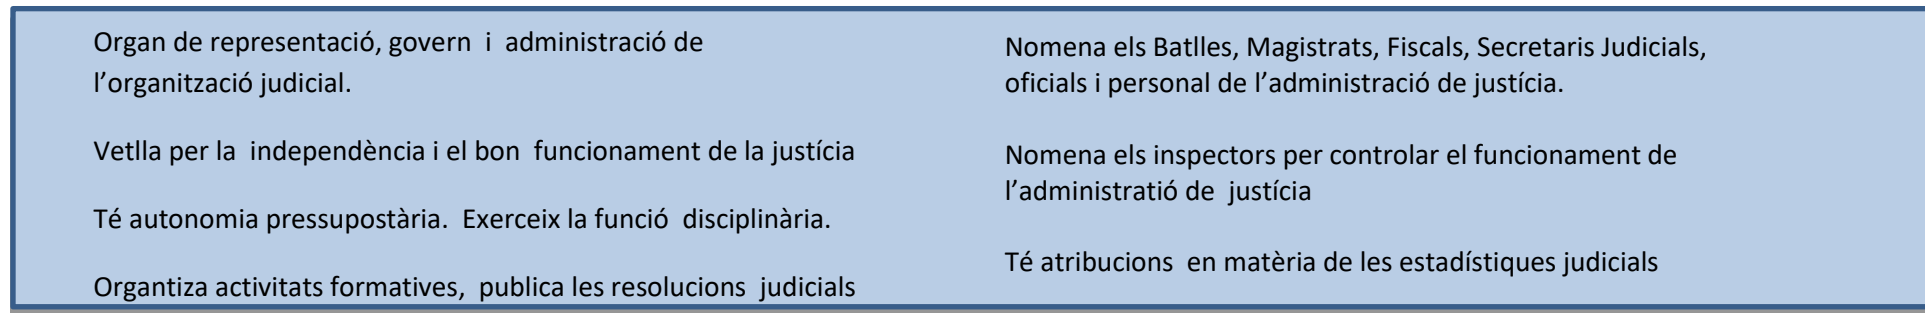 Organ de representació, govern i administració de
l’organització judicial.
Vetlla per la independència i el bon funcionament de la justícia
Té autonomia pressupostària. Exerceix la funció disciplinària.
Organtiza activitats formatives, publica les resolucions judicials
Nomena els Batlles, Magistrats, Fiscals, Secretaris Judicials,
oficials i personal de l’administració de justícia.
Nomena els inspectors per controlar el funcionament de
l’administratió de justícia
Té atribucions en matèria de les estadístiques judicials